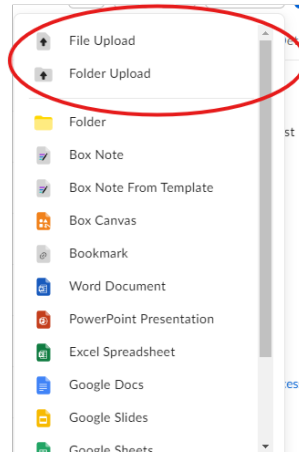 File Upload
Folder Upload
Folder
Box Note
Box Note From Template
Box Canvas
Bookmark
Word Document
PowerPoint Presentation
Excel Spreadsheet
Google Docs
Google Slides
Google Sheets